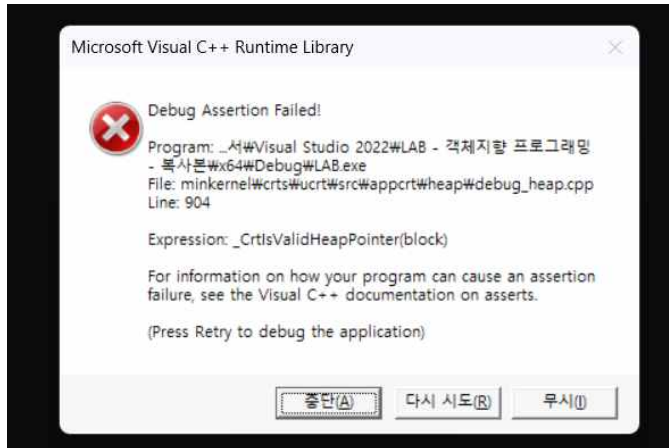 Microsoft Visual C++ Runtime Library
Debug Assertion Failed!
Program: ...서₩Visual Studio 2022₩LAB - 객체지향 프로그래밍
- 복사본₩x64₩Debug₩LAB.exe
File: minkernel₩crts₩ucrt₩src₩appcrt₩heap₩debug_heap.cpp
Line: 904
Expression: _CrtIsValidHeapPointer(block)
For information on how your program can cause an assertion
failure, see the Visual C++ documentation on asserts.
(Press Retry to debug the application)
중단(A) 다시 시도(R) 무시(I)